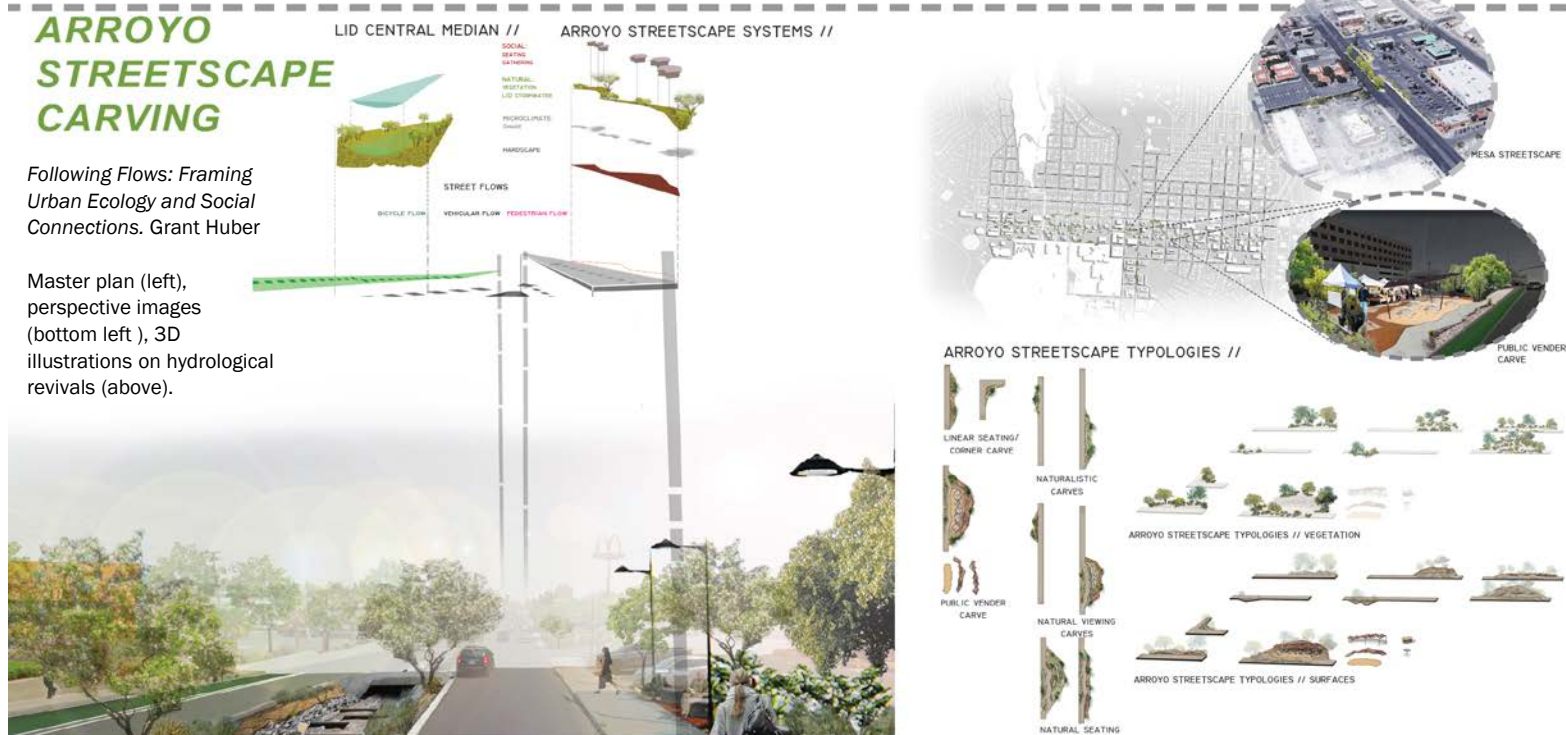 ARROYO
STREETSCAPE
CARVING
Following Flows: Framing
Urban Ecology and Social
Connections. Grant Huber
Master plan (left),
perspective images
(bottom left ), 3D
illustrations on hydrological
revivals (above).
LID CENTRAL MEDIAN //
ARROYO STREETSCAPE SYSTEMS //
SOCIAL:
SEATING
GATHERING
NATURAL:
VEGETATION
LID STORMWATER
MICROCLIMATE:
SHADE
HARDSCAPE
STREET FLOWS
BICYCLE FLOW
VEHICULAR FLOW
PEDESTRIAN FLOW
MESA STREETSCAPE
PUBLIC VENDER
CARVE
ARROYO STREETSCAPE TYPOLOGIES //
LINEAR SEATING/
CORNER CARVE
NATURALISTIC
CARVES
PUBLIC VENDER
CARVE
NATURAL VIEWING
CARVES
NATURAL SEATING
ARROYO STREETSCAPE TYPOLOGIES // VEGETATION
ARROYO STREETSCAPE TYPOLOGIES // SURFACES